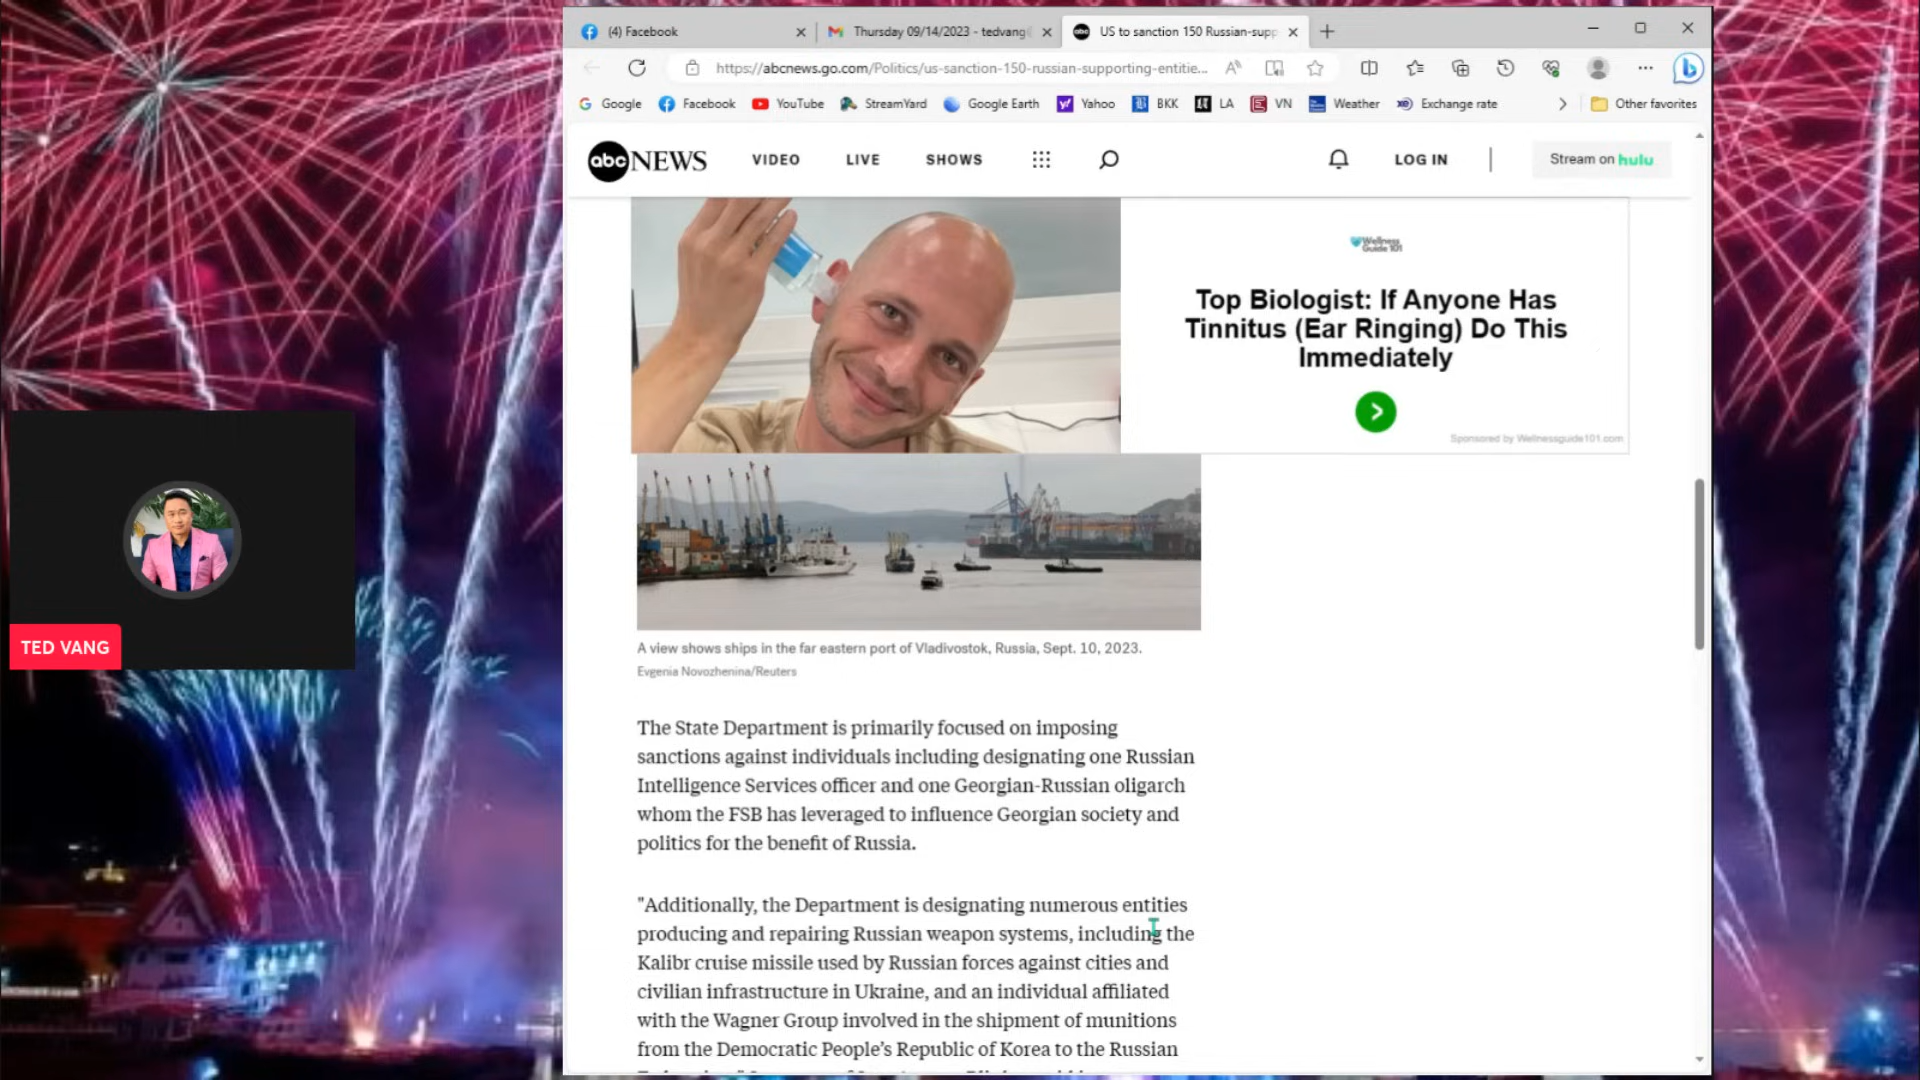 (4) Facebook
Thursday 09/14/2023 - tedvang
US to sanction 150 Russian-supp
https://abcnews.go.com/Politics/us-sanction-150-russian-supporting-entitie...
Google
Facebook
YouTube
StreamYard
Google Earth
Yahoo
BKK
LA
VN
Weather
Exchange rate
Other favorites
abc NEWS
VIDEO
LIVE
SHOWS
LOG IN
Stream on hulu
Wellness
Guide 101
Top Biologist: If Anyone Has
Tinnitus (Ear Ringing) Do This
Immediately
Sponsored by Wellnessguide101.com
TED VANG
A view shows ships in the far eastern port of Vladivostok, Russia, Sept. 10, 2023.
Evgenia Novozhenina/Reuters
The State Department is primarily focused on imposing
sanctions against individuals including designating one Russian
Intelligence Services officer and one Georgian-Russian oligarch
whom the FSB has leveraged to influence Georgian society and
politics for the benefit of Russia.
"Additionally, the Department is designating numerous entities
producing and repairing Russian weapon systems, including the
Kalibr cruise missile used by Russian forces against cities and
civilian infrastructure in Ukraine, and an individual affiliated
with the Wagner Group involved in the shipment of munitions
from the Democratic People's Republic of Korea to the Russian